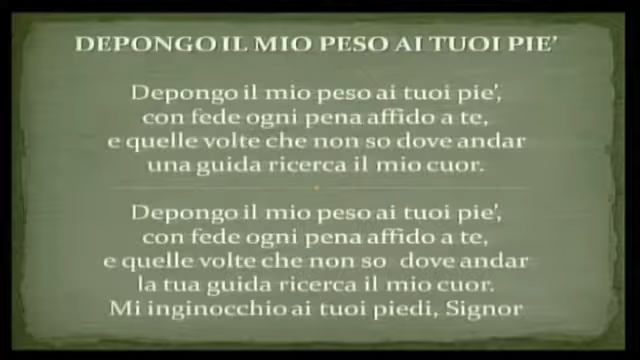 DEPONGO IL MIO PESO AI TUOI PIE'
Depongo il mio peso ai tuoi pie',
con fede ogni pena affido a te,
e quelle volte che non so dove andar
una guida ricerca il mio cuor.
Depongo il mio peso ai tuoi pie',
con fede ogni pena affido a te,
e quelle volte che non so dove andar
la tua guida ricerca il mio cuor.
Mi inginocchio ai tuoi piedi, Signor